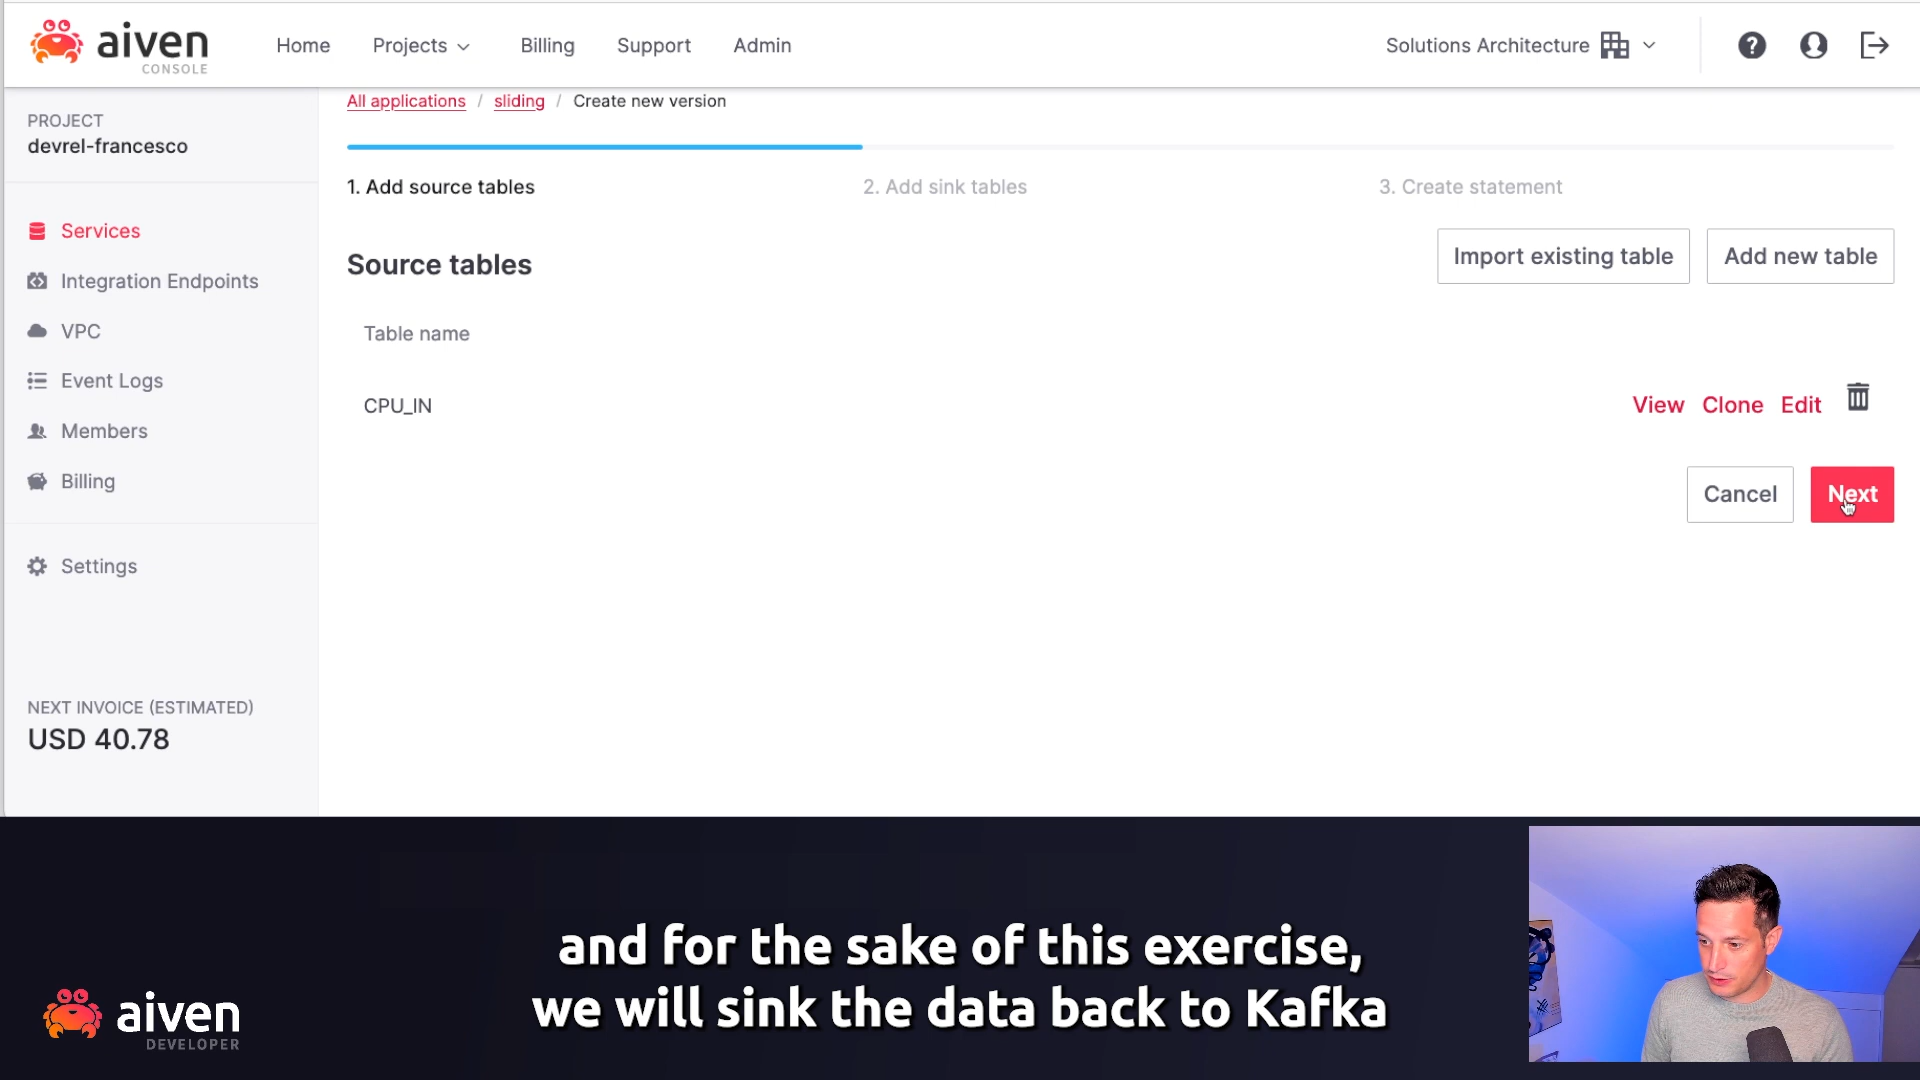 aiven
CONSOLE
Home
Projects
Billing
Support
Admin
Solutions Architecture
PROJECT
devrel-francesco
Services
Integration Endpoints
VPC
Event Logs
Members
Billing
Settings
NEXT INVOICE (ESTIMATED)
USD 40.78
All applications / sliding / Create new version
1. Add source tables
2. Add sink tables
3. Create statement
Source tables
Import existing table
Add new table
Table name
CPU_IN
View
Clone
Edit
Cancel
Next
and for the sake of this exercise,
we will sink the data back to Kafka
aiven
DEVELOPER